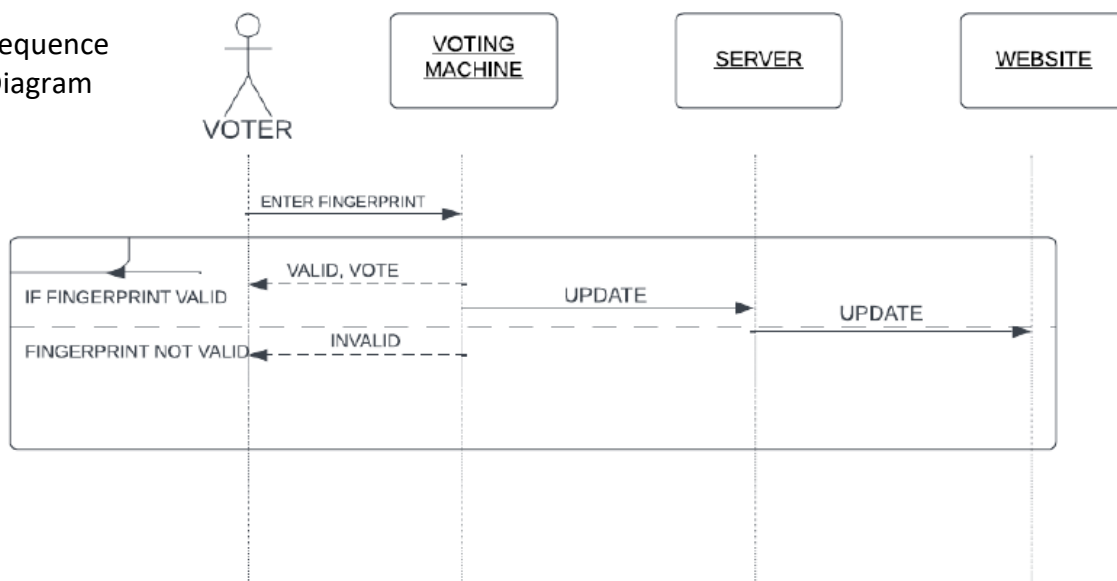 equence
iagram
VOTER
VOTING
MACHINE
SERVER
WEBSITE
ENTER FINGERPRINT
VALID, VOTE
IF FINGERPRINT VALID
UPDATE
UPDATE
INVALID
FINGERPRINT NOT VALID